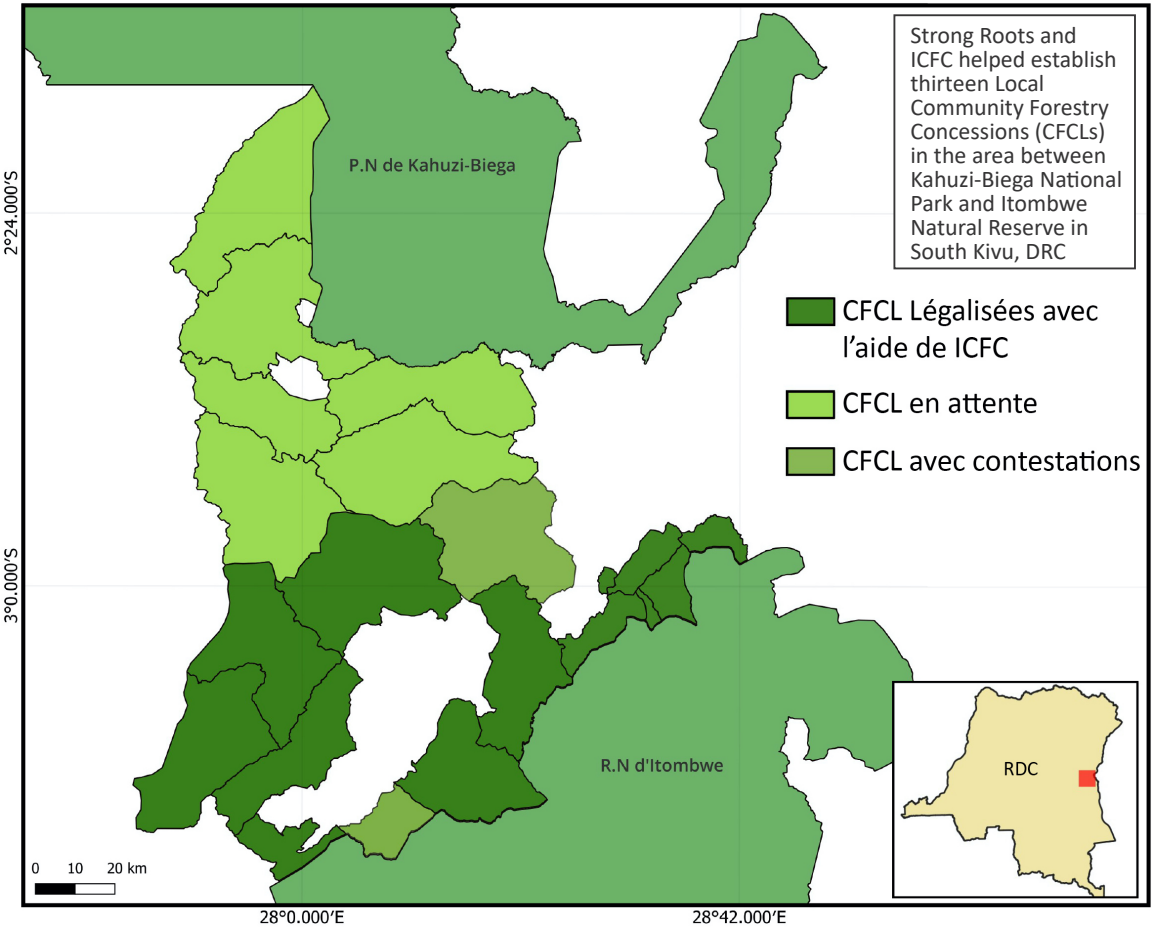 Strong Roots and
ICFC helped establish
thirteen Local
Community Forestry
Concessions (CFCLs)
in the area between
Kahuzi-Biega National
Park and Itombwe
Natural Reserve in
South Kivu, DRC
P.N de Kahuzi-Biega
2°24.000'S
CFCL Légalisées avec
l'aide de ICFC
CFCL en attente
CFCL avec contestations
3°0.000'S
R.N d'Itombwe
RDC
0 10 20 km
28°0.000'E
28°42.000'E